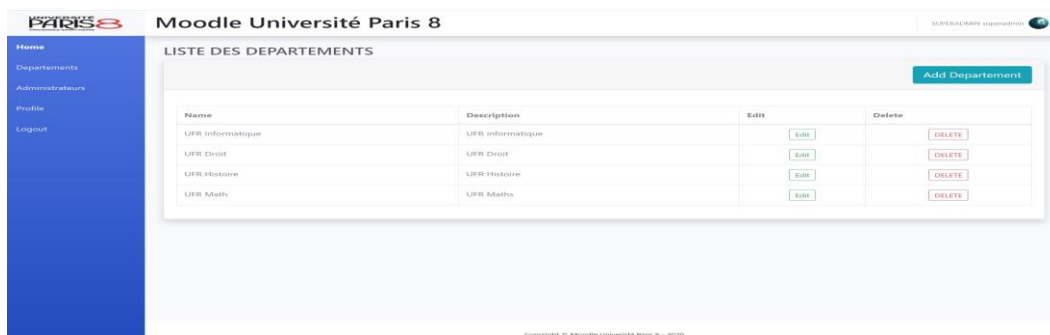 UNIVERSITÉ
PARIS8
Moodle Université Paris 8
SUPERADMIN superadmin
Home
Departements
Administrateurs
Profile
Logout
LISTE DES DEPARTEMENTS
Add Departement
Name Description Edit Delete
UFR Informatique UFR informatique Edit DELETE
UFR Droit UFR Droit Edit DELETE
UFR Histoire UFR Histoire Edit DELETE
UFR Math UFR Maths Edit DELETE
Copyright © Moodle Univeristé Paris 8 - 2020